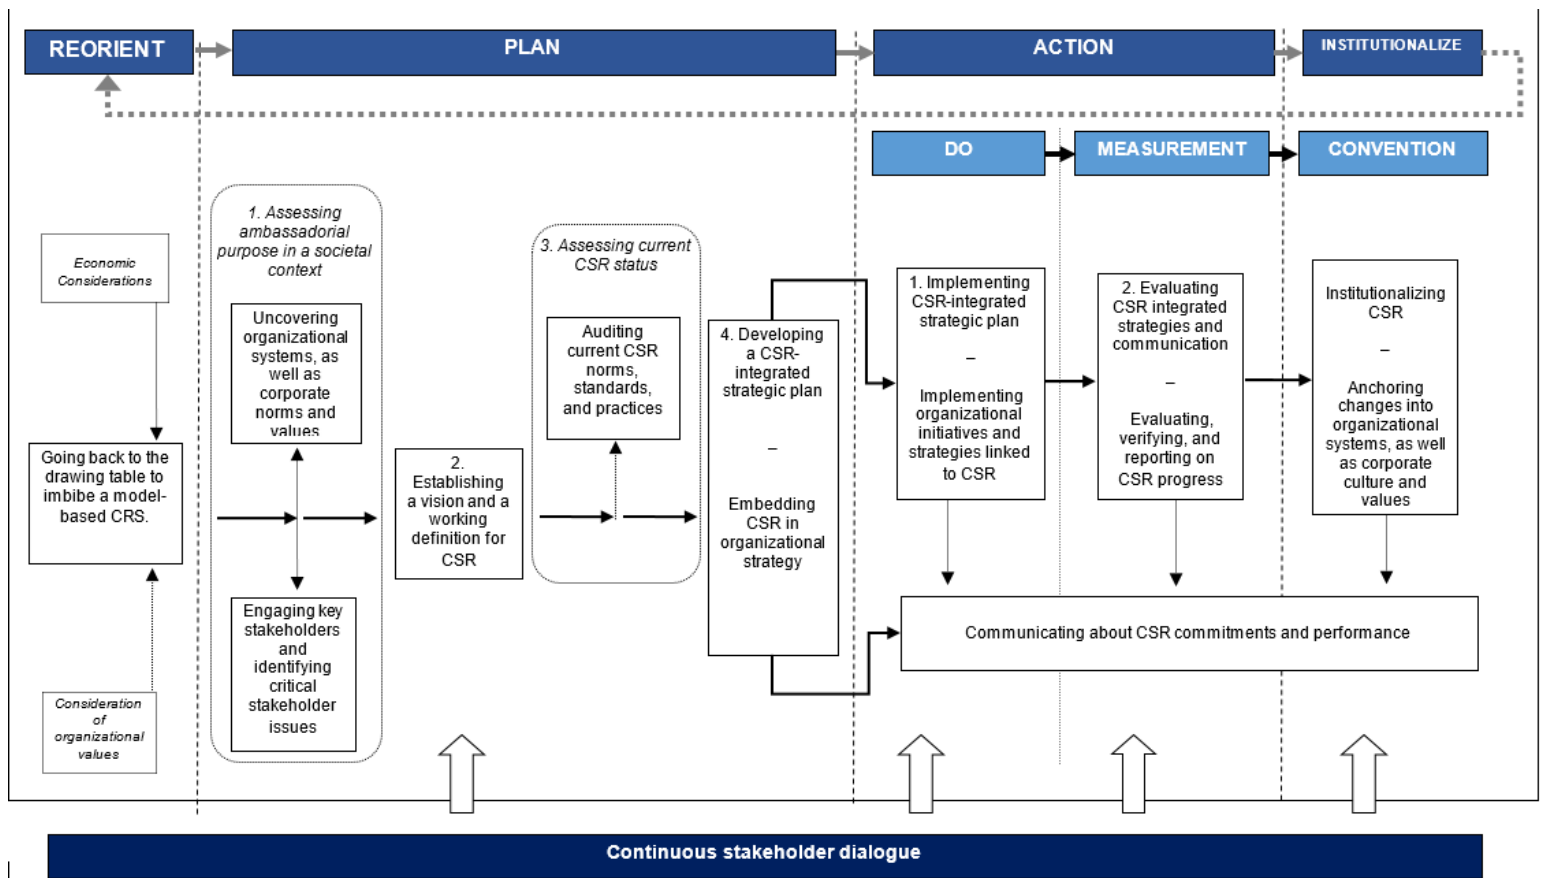 REORIENT
PLAN
ACTION
INSTITUTIONALIZE
DO
MEASUREMENT
CONVENTION
Economic
Considerations
Going back to the
drawing table to
imbibe a model-
based CRS.
Consideration
of
organizational
values
1. Assessing
ambassadorial
purpose in a societal
context
Uncovering
organizational
systems, as
well as
corporate
norms and
values
Engaging key
stakeholders
and
identifying
critical
stakeholder
issues
2.
Establishing
a vision and a
working
definition for
CSR
3. Assessing current
CSR status
Auditing
current CSR
norms,
standards,
and practices
4. Developing
a CSR-
integrated
strategic plan
–
Embedding
CSR in
organizational
strategy
1. Implementing
CSR-integrated
strategic plan
–
Implementing
organizational
initiatives and
strategies linked
to CSR
2. Evaluating
CSR integrated
strategies and
communication
–
Evaluating,
verifying, and
reporting on
CSR progress
Institutionalizing
CSR
–
Anchoring
changes into
organizational
systems, as well
as corporate
culture and
values
Communicating about CSR commitments and performance
Continuous stakeholder dialogue